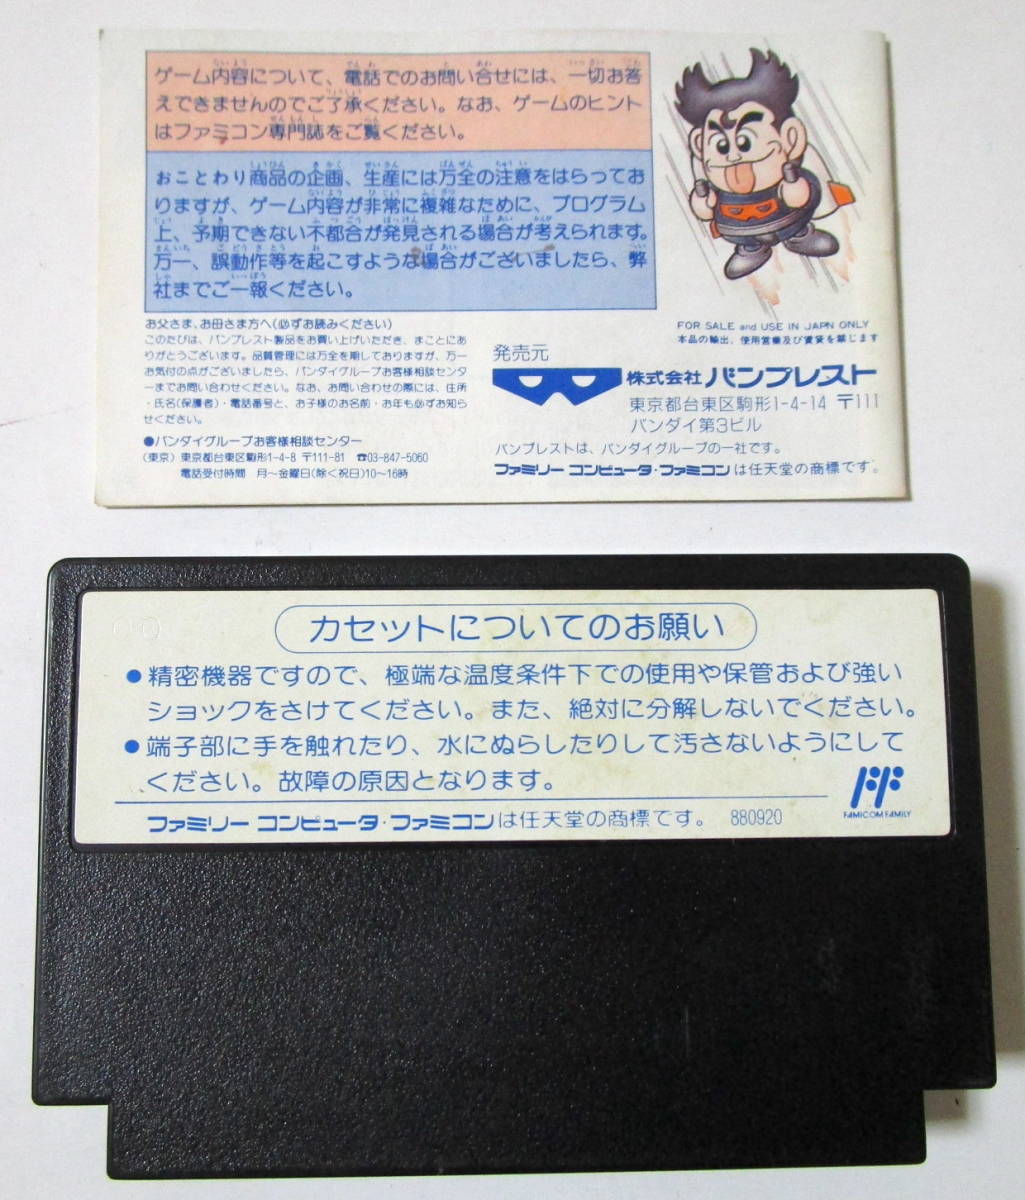 ゲーム内容について、電話でのお問い合せには、一切お答
えできませんのでご了承ください。なお、ゲームのヒント
はファミコン専門誌をご覧ください。
おことわり 商品の企画、生産には万全の注意をはらってお
りますが、ゲーム内容が非常に複雑なために、プログラム
上、予期できない不都合が発見される場合が考えられます。
万一、誤動作等を起こすような場合がございましたら、弊
社までご一報ください。
お父さま、お母さま方へ(必ずお読みください)
このたびは、バンプレスト製品をお買い上げいただき、まことにあ
りがとうございます。品質管理には万全を期しておりますが、万一
お気付の点がございましたら、バンダイグループお客様相談センタ
ーまでお問い合わせください。なお、お問い合わせの際には、住所
・氏名(保護者)・電話番号と、お子様のお名前・お年も必ずお知ら
せください。
●バンダイグループお客様相談センター
(東京) 東京都台東区駒形1-4-8 〒111-81 ☎03-847-5060
電話受付時間 月〜金曜日(除く祝日)10〜16時
FOR SALE and USE IN JAPN ONLY
本品の輸出、使用営業及び賃貸を禁じます
発売元
株式会社 バンプレスト
東京都台東区駒形1-4-14 〒111
バンダイ第3ビル
バンプレストは、バンダイグループの一社です。
ファミリーコンピュータ・ファミコンは任天堂の商標です。
カセットについてのお願い
●精密機器ですので、極端な温度条件下での使用や保管および強い
ショックをさけてください。また、絶対に分解しないでください。
●端子部に手を触れたり、水にぬらしたりして汚さないようにして
ください。故障の原因となります。
FAMICOM FAMILY
ファミリーコンピュータ・ファミコンは任天堂の商標です。 880920